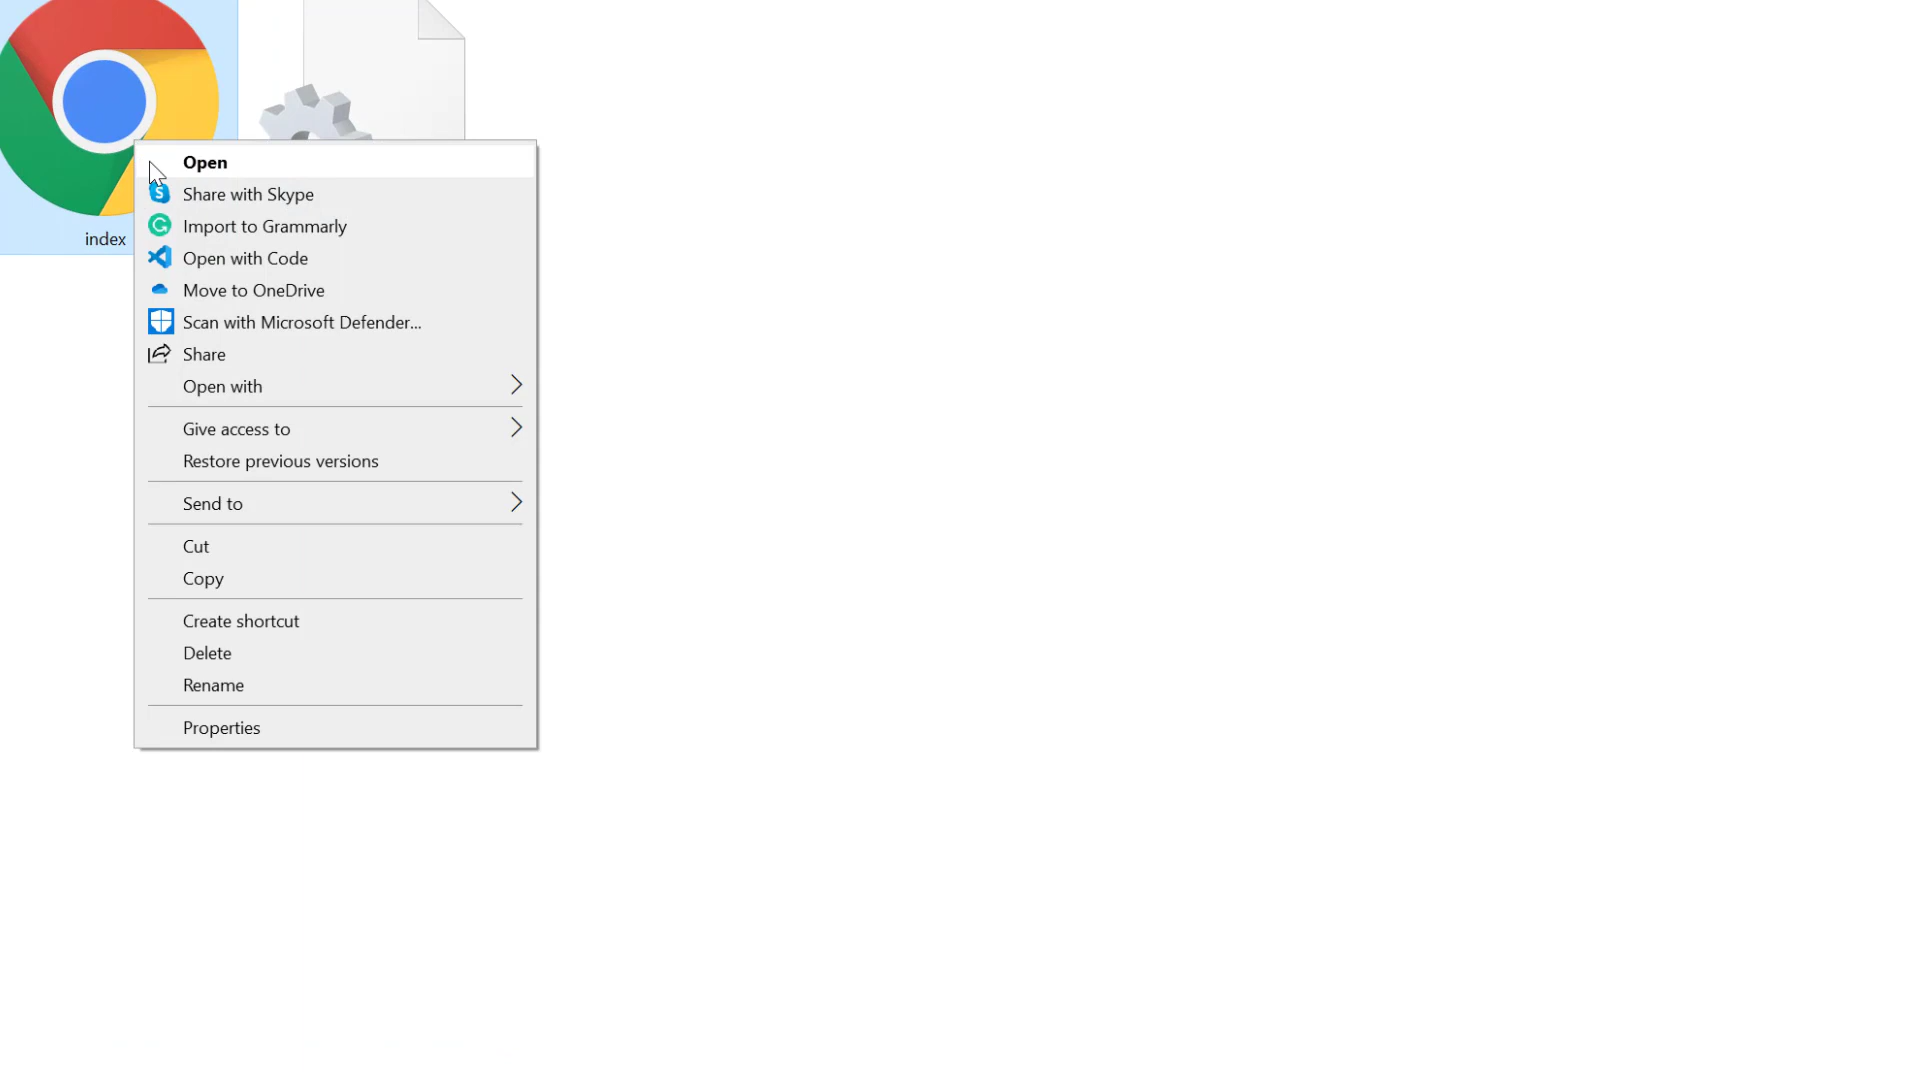 Open
Share with Skype
Import to Grammarly
index
Open with Code
Move to OneDrive
Scan with Microsoft Defender...
Share
Open with
Give access to
Restore previous versions
Send to
Cut
Copy
Create shortcut
Delete
Rename
Properties